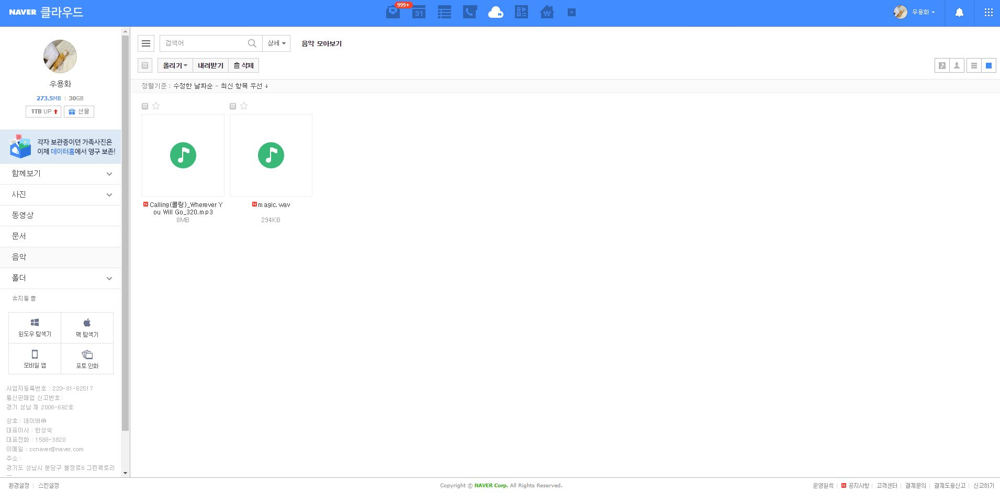 NAVER 클라우드
999+
31
우용화
우용화
273.5MB | 30GB
1TB UP 선물
각자 보관중이던 가족사진은
이제 데이터홈에서 영구 보존!
함께보기
사진
동영상
문서
음악
폴더
휴지통
윈도우 탐색기
맥 탐색기
모바일 앱
포토 인화
사업자등록번호 : 220-81-62517
통신판매업 신고번호 :
경기 성남 제 2006-692호
상호 : 네이버㈜
대표이사 : 한성숙
대표전화 : 1588-3820
이메일 : ccnaver@naver.com
주소 :
경기도 성남시 분당구 불정로6 그린팩토리
검색어
상세
음악 모아보기
올리기 내려받기 삭제
정렬기준 : 수정한 날짜순 - 최신 항목 우선 ↓
N Calling(콜링)_Wherever Y
ou Will Go_320.mp3
8MB
N magic.wav
294KB
환경설정 | 스킨설정
Copyright © NAVER Corp. All Rights Reserved.
운영원칙 | N 공지사항 | 고객센터 | 결제문의 | 결제도용신고 | 신고하기